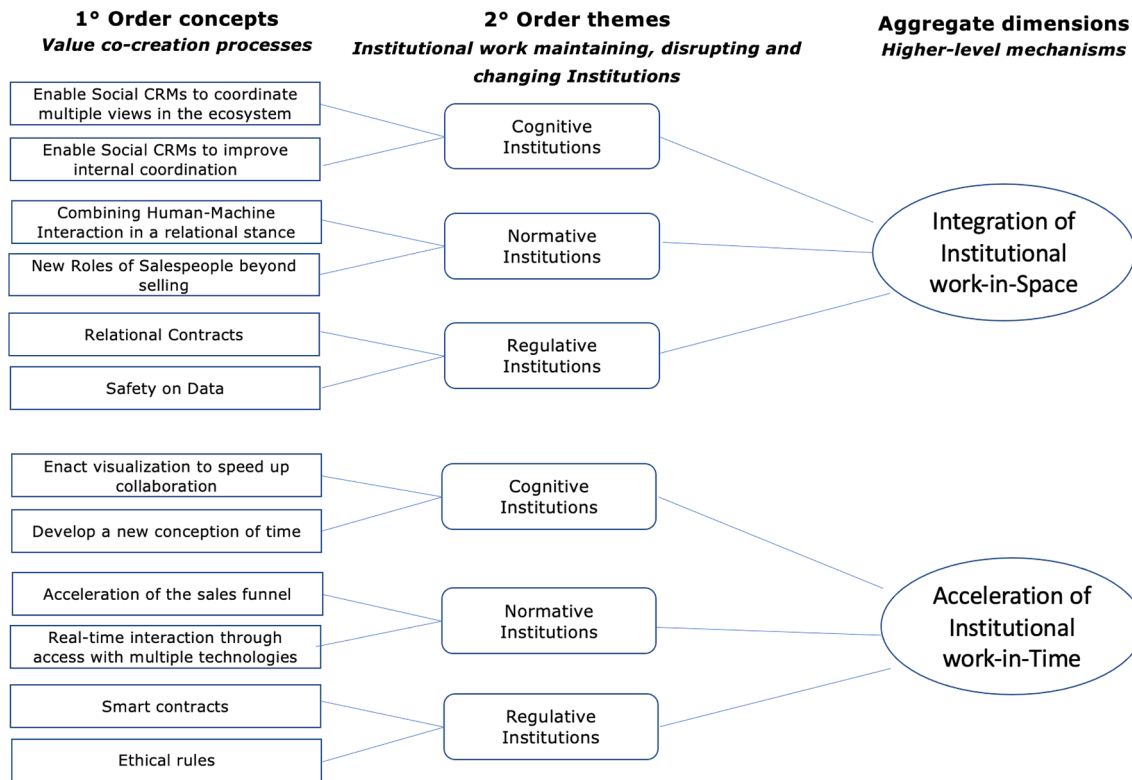 1° Order concepts
Value co-creation processes
2° Order themes
Institutional work maintaining, disrupting and
changing Institutions
Aggregate dimensions
Higher-level mechanisms
Enable Social CRMs to coordinate
multiple views in the ecosystem
Enable Social CRMs to improve
internal coordination
Cognitive
Institutions
Combining Human-Machine
Interaction in a relational stance
New Roles of Salespeople beyond
selling
Normative
Institutions
Relational Contracts
Safety on Data
Regulative
Institutions
Integration of
Institutional
work-in-Space
Enact visualization to speed up
collaboration
Develop a new conception of time
Cognitive
Institutions
Acceleration of the sales funnel
Real-time interaction through
access with multiple technologies
Normative
Institutions
Smart contracts
Ethical rules
Regulative
Institutions
Acceleration of
Institutional
work-in-Time